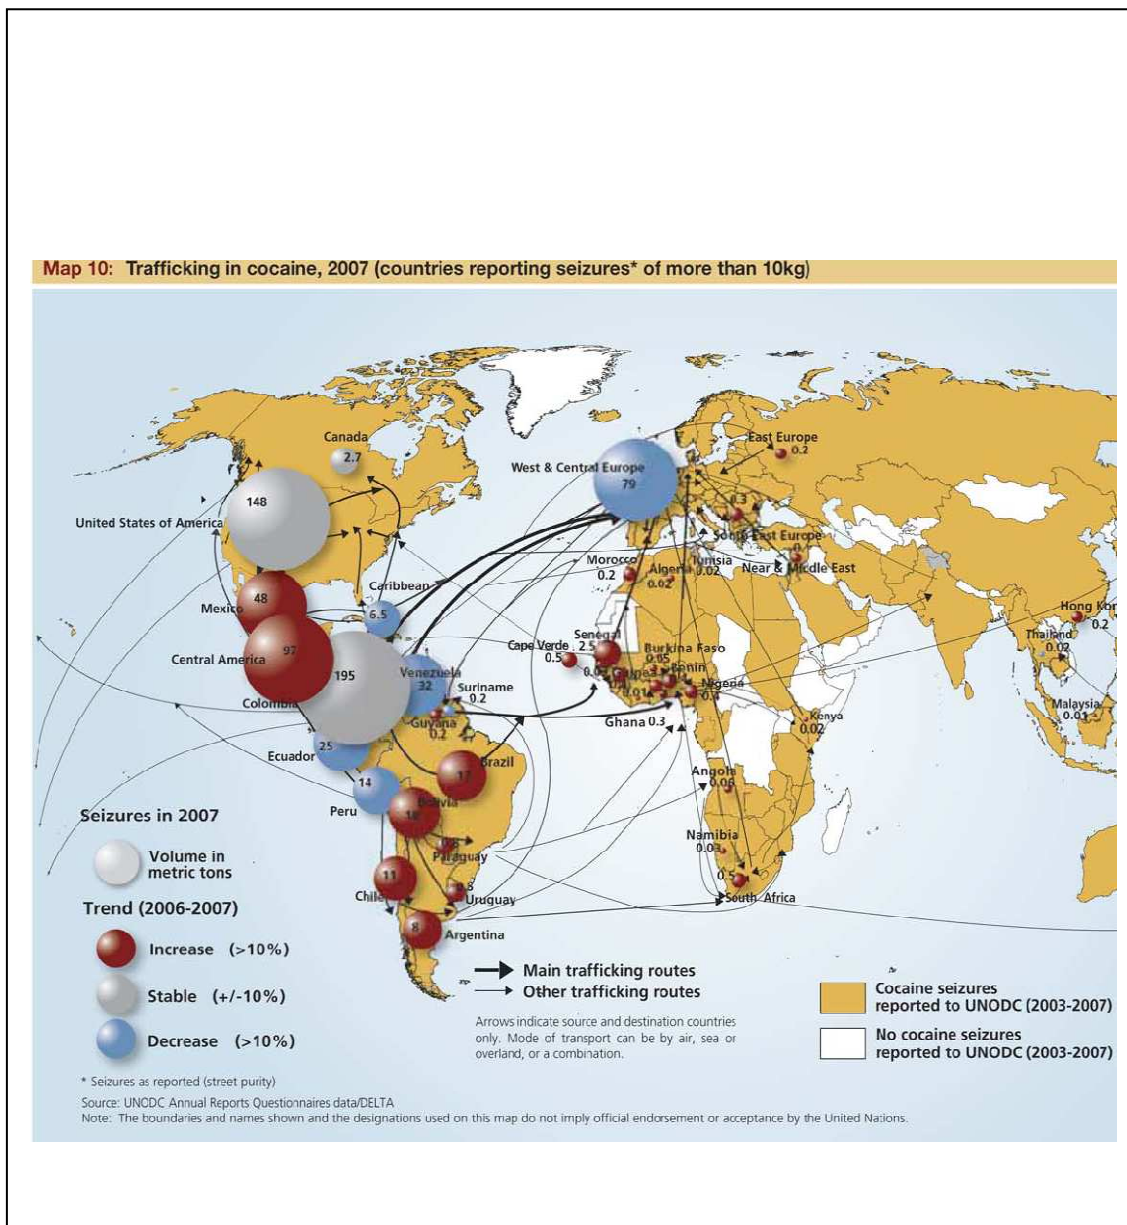 Map 10: Trafficking in cocaine, 2007 (countries reporting seizures* of more than 10kg)
Canada
2.7
East Europe
0.2
West & Central Europe
79
148
United States of America
0.3
South East Europe
Morocco
0.2
Algeria
0.02
Tunisia
0.02
Near & Middle East
Caribbean
6.5
Mexico
48
Hong Kon
0.2
Central America
97
Cape Verde
0.5
Senegal
2.5
Burkina Faso
0.05
Benin
Nigeria
Thailand
0.02
195
Colombia
Venezuela
32
Suriname
0.2
Guyana
0.2
0.01
Ghana 0.3
Kenya
0.02
Malaysia
0.01
25
Ecuador
Brazil
Angola
14
Peru
Bolivia
Paraguay
Namibia
0.03
11
Chile
Uruguay
0.5
South Africa
8
Argentina
Seizures in 2007
Volume in
metric tons
Trend (2006-2007)
Increase (>10%)
Stable (+/-10%)
Decrease (>10%)
Main trafficking routes
Other trafficking routes
Arrows indicate source and destination countries
only. Mode of transport can be by air, sea or
overland, or a combination.
Cocaine seizures
reported to UNODC (2003-2007)
No cocaine seizures
reported to UNODC (2003-2007)
* Seizures as reported (street purity)
Source: UNODC Annual Reports Questionnaires data/DELTA
Note: The boundaries and names shown and the designations used on this map do not imply official endorsement or acceptance by the United Nations.